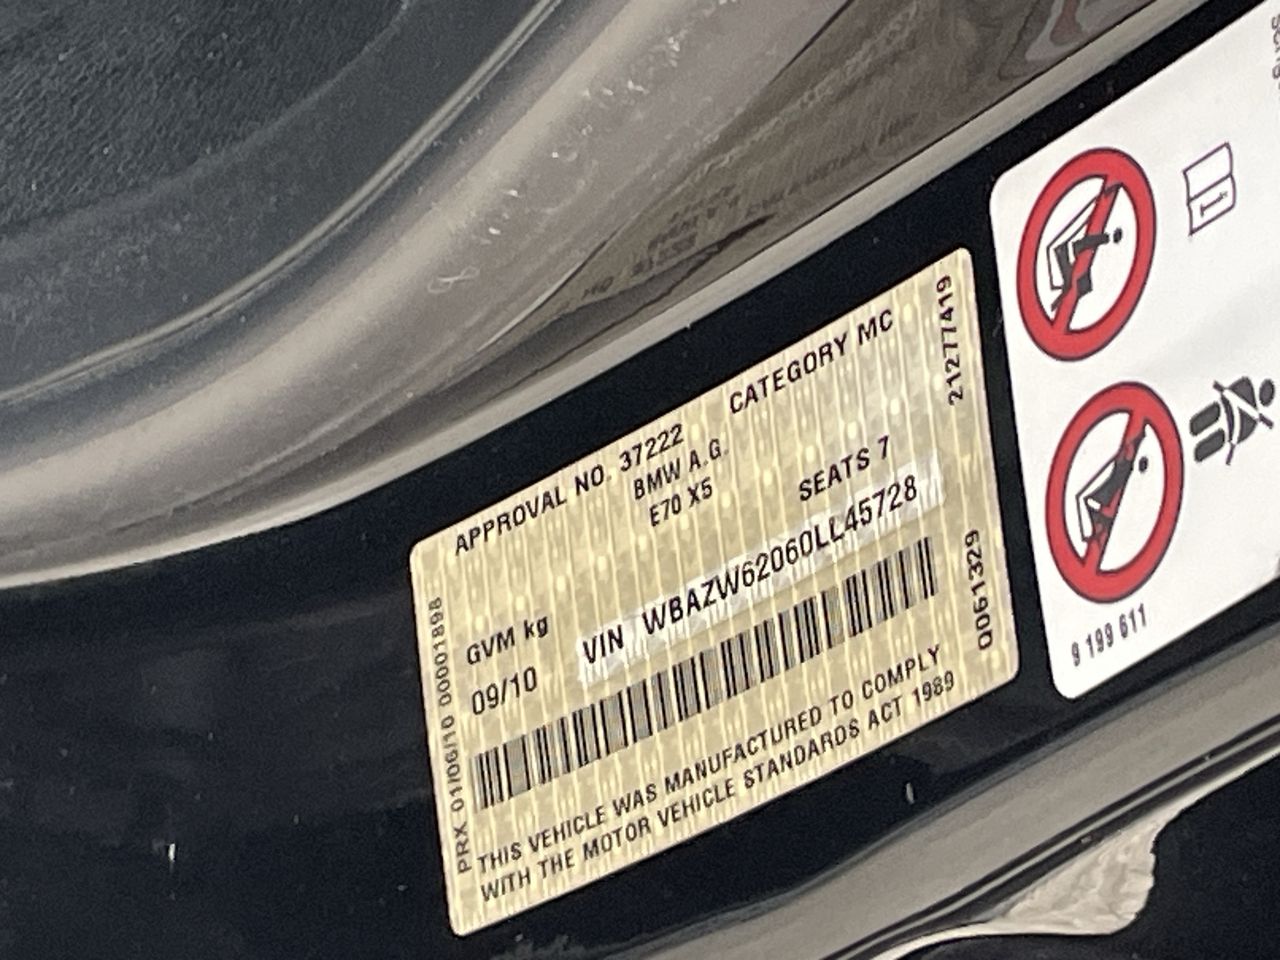 APPROVAL NO. 37222 CATEGORY MC
BMW A.G.
E70 X5
GVM kg SEATS 7
09/10 VIN WBAZW62060LL45728
THIS VEHICLE WAS MANUFACTURED TO COMPLY
WITH THE MOTOR VEHICLE STANDARDS ACT 1989
PRX 01/06/10 00001898
21277419
Q061329
9 199 611